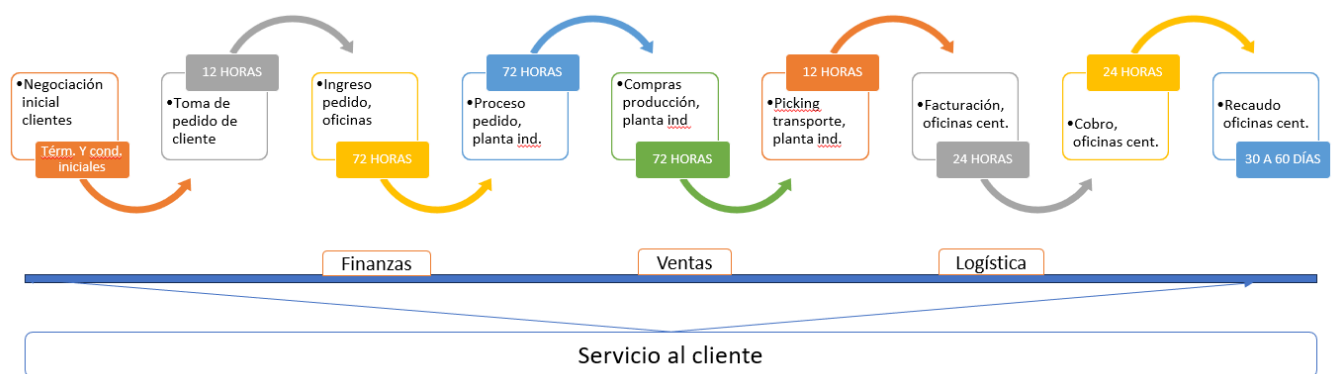 •Negociación
inicial
clientes
Térm. Y cond.
iniciales
12 HORAS
•Toma de
pedido de
cliente
•Ingreso
pedido,
oficinas
72 HORAS
72 HORAS
•Proceso
pedido,
planta ind.
•Compras
producción,
planta ind
72 HORAS
12 HORAS
•Picking
transporte,
planta ind.
•Facturación,
oficinas cent.
24 HORAS
24 HORAS
•Cobro,
oficinas cent.
•Recaudo
oficinas cent.
30 A 60 DÍAS
Finanzas
Ventas
Logística
Servicio al cliente